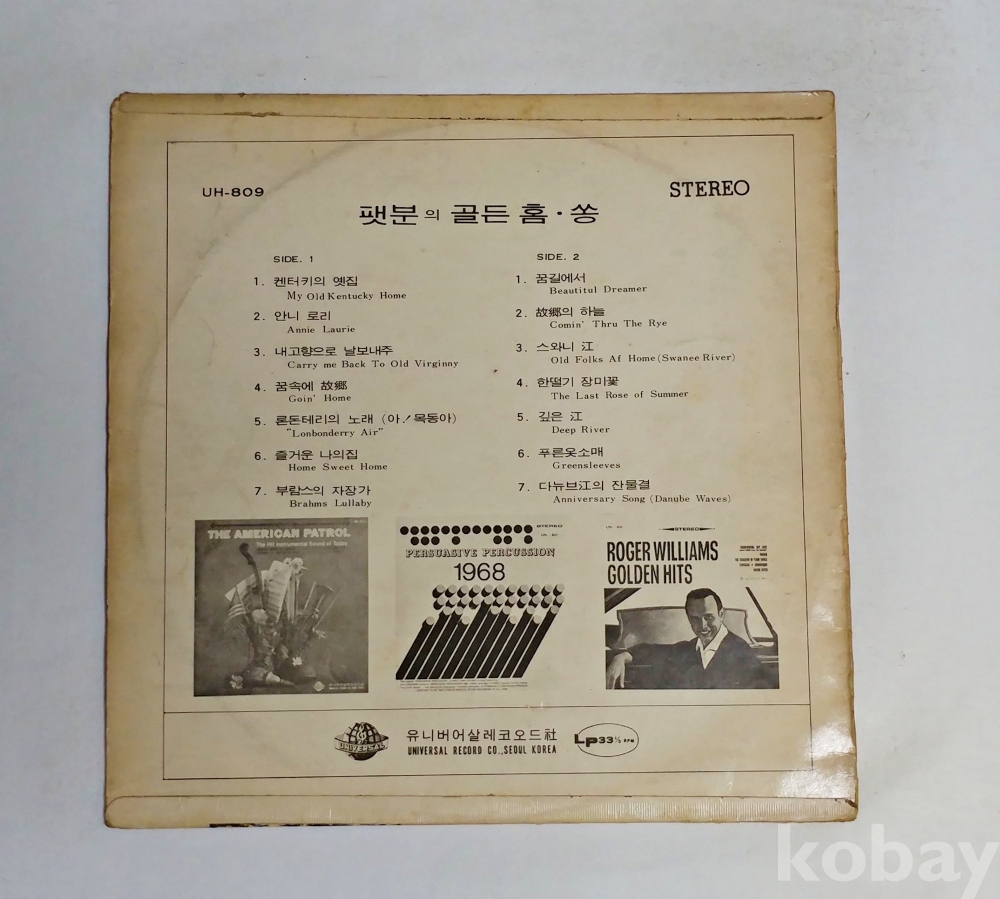 UH-809
STEREO
팻분의 골든 홈·쏭
SIDE. 1
1. 켄터키의 옛집
My Old Kentucky Home
2. 안니 로리
Annie Laurie
3. 내고향으로 날보내주
Carry me Back To Old Virginny
4. 꿈속에 故鄕
Goin' Home
5. 론돈테리의 노래 (아! 목동아)
"Lonbonderry Air"
6. 즐거운 나의집
Home Sweet Home
7. 부람스의 자장가
Brahms Lullaby
SIDE. 2
1. 꿈길에서
Beautitul Dreamer
2. 故鄕의 하늘
Comin' Thru The Rye
3. 스와니 江
Old Folks Af Home (Swanee River)
4. 한떨기 장미꽃
The Last Rose of Summer
5. 깊은 江
Deep River
6. 푸른옷소매
Greensleeves
7. 다뉴브江의 잔물결
Anniversary Song (Danube Waves)
THE AMERICAN PATROL
The Hit Instrumental Sound of Today
STEREO
PERSUASIVE PERCUSSION
1968
STEREO
ROGER WILLIAMS
GOLDEN HITS
UNIVERSAL
유니버어살레코오드社
UNIVERSAL RECORD CO., SEOUL KOREA
LP 33⅓ RPM
kobay